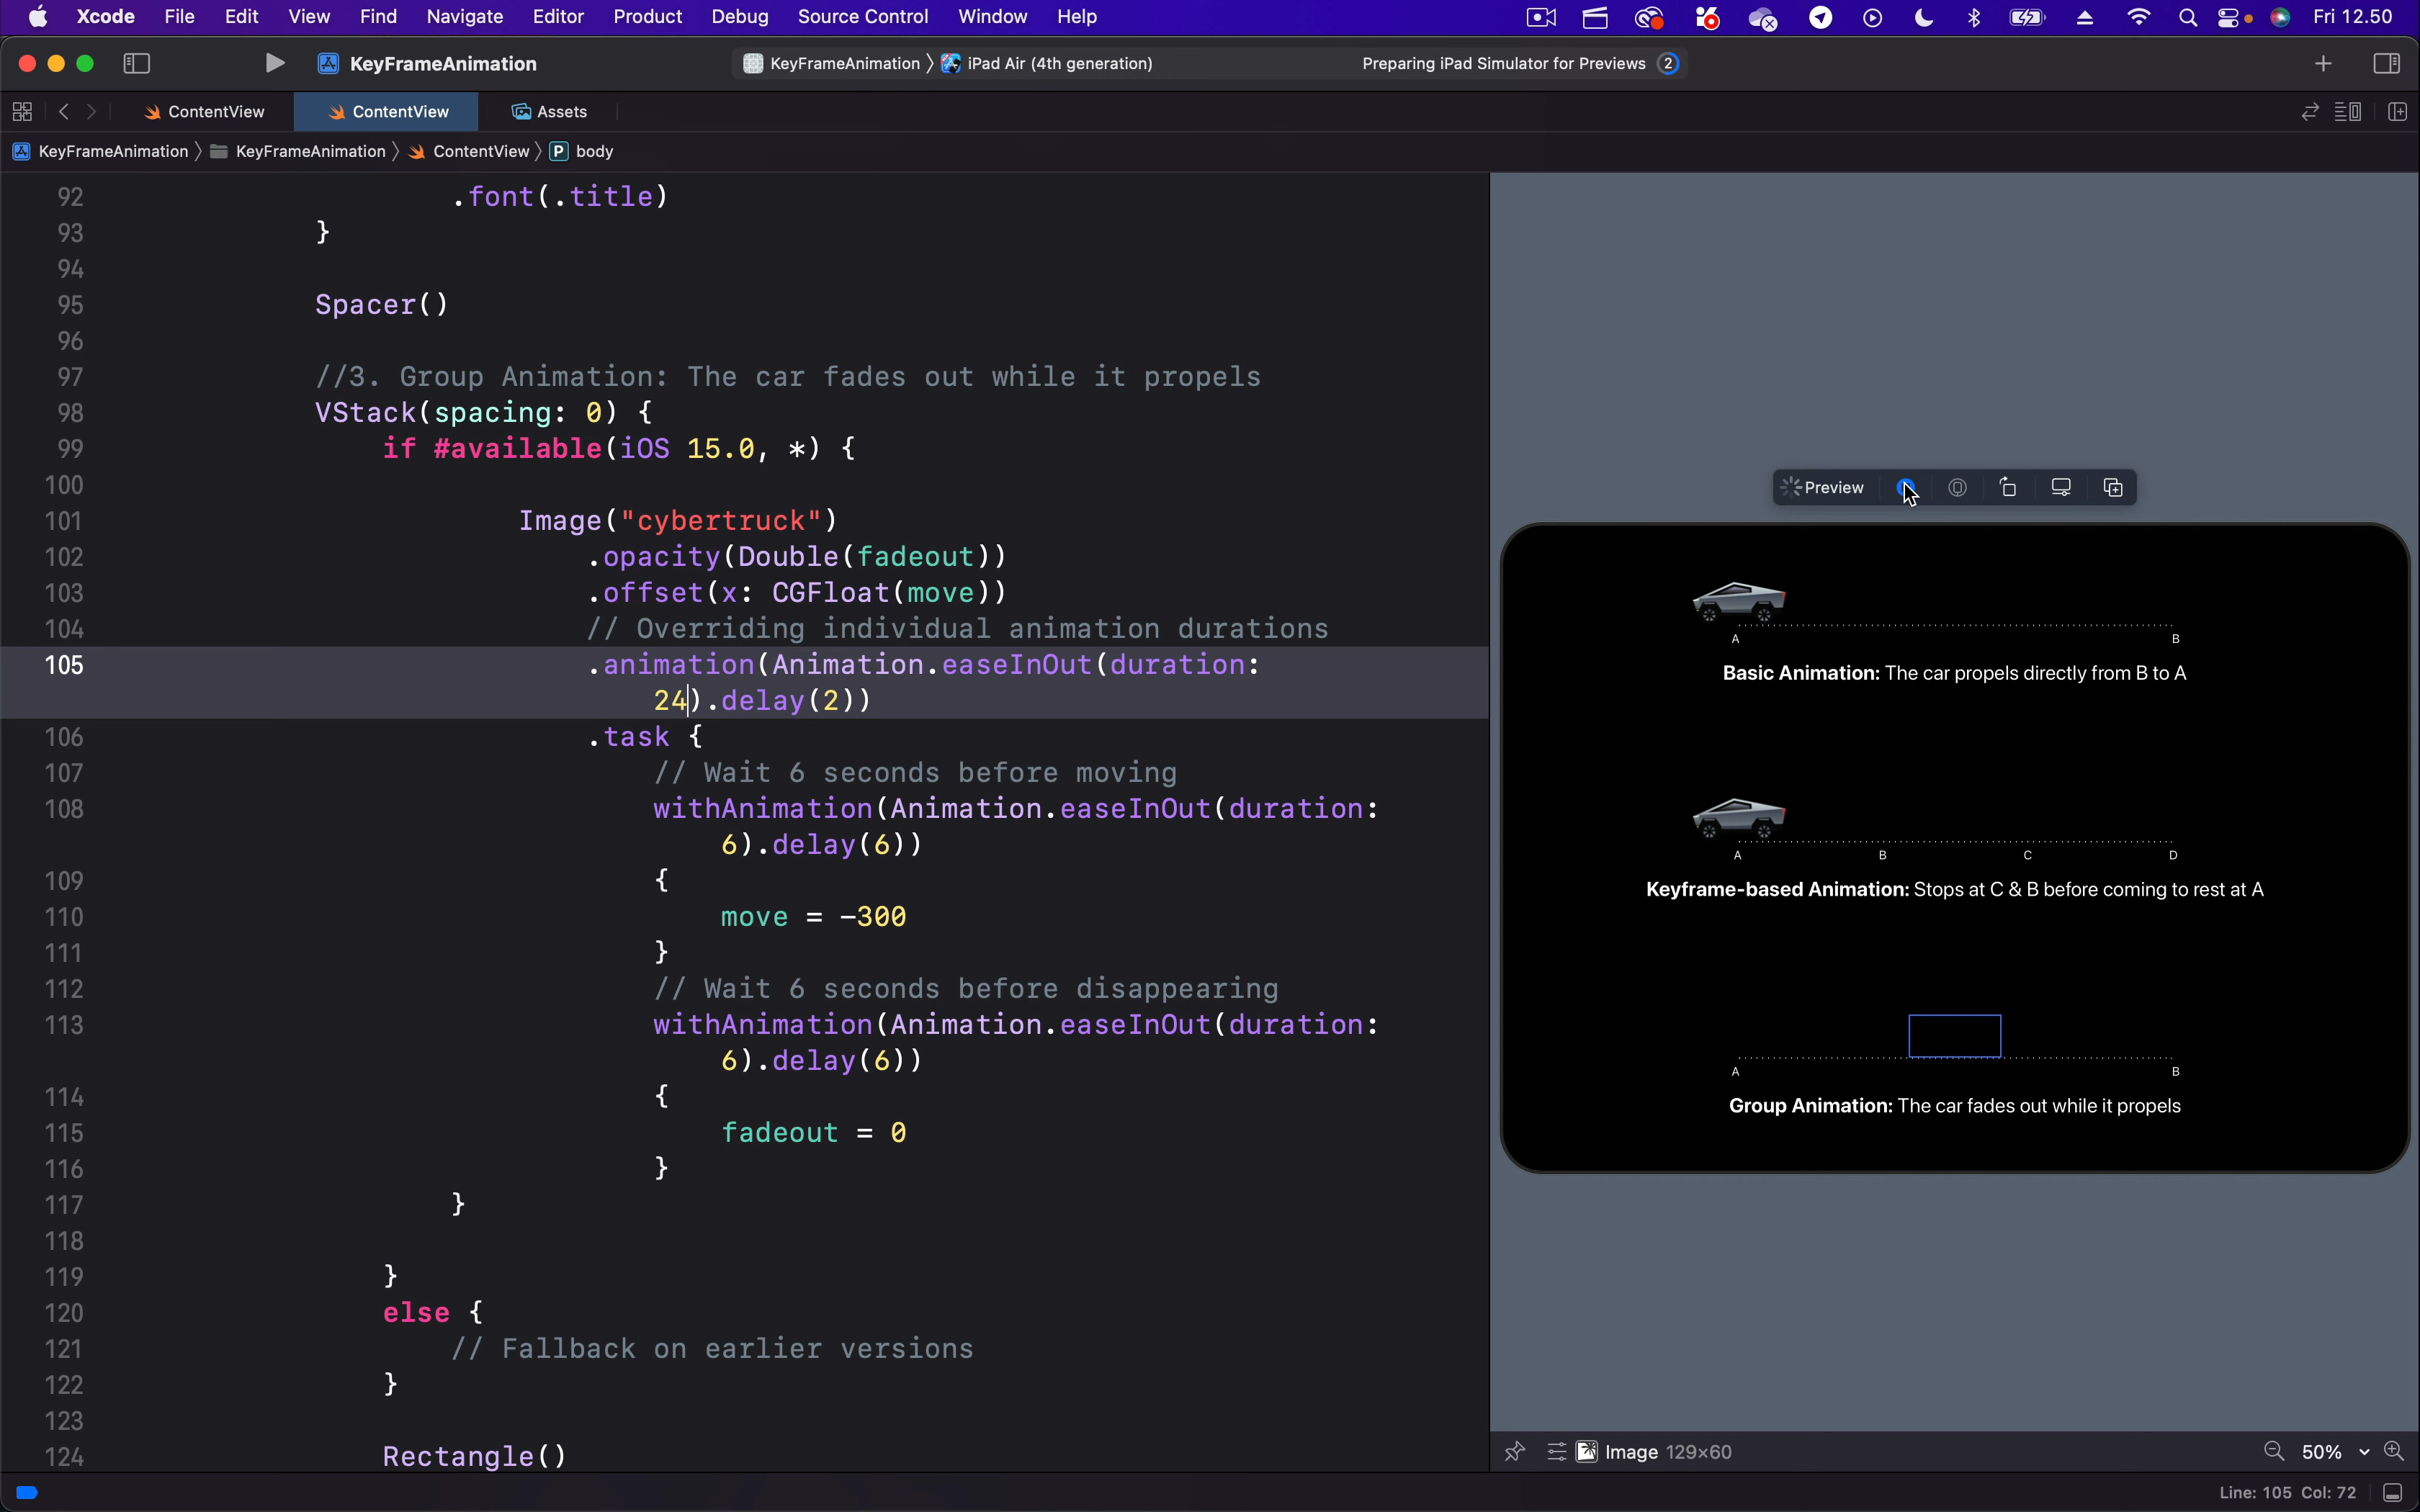 Xcode File Edit View Find Navigate Editor Product Debug Source Control Window Help Fri 12.50
KeyFrameAnimation KeyFrameAnimation 〉 iPad Air (4th generation) Preparing iPad Simulator for Previews 2
ContentView ContentView Assets
KeyFrameAnimation 〉 KeyFrameAnimation 〉 ContentView 〉 P body
92 .font(.title)
93 }
94
95 Spacer()
96
97 //3. Group Animation: The car fades out while it propels
98 VStack(spacing: 0) {
99 if #available(iOS 15.0, *) {
100
101 Image("cybertruck")
102 .opacity(Double(fadeout))
103 .offset(x: CGFloat(move))
104 // Overriding individual animation durations
105 .animation(Animation.easeInOut(duration:
24).delay(2))
106 .task {
107 // Wait 6 seconds before moving
108 withAnimation(Animation.easeInOut(duration:
6).delay(6))
109 {
110 move = -300
111 }
112 // Wait 6 seconds before disappearing
113 withAnimation(Animation.easeInOut(duration:
6).delay(6))
114 {
115 fadeout = 0
116 }
117 }
118
119 }
120 else {
121 // Fallback on earlier versions
122 }
123
124 Rectangle()
Preview
A B
Basic Animation: The car propels directly from B to A
A B C D
Keyframe-based Animation: Stops at C & B before coming to rest at A
A B
Group Animation: The car fades out while it propels
Image 129×60 50%
Line: 105 Col: 72